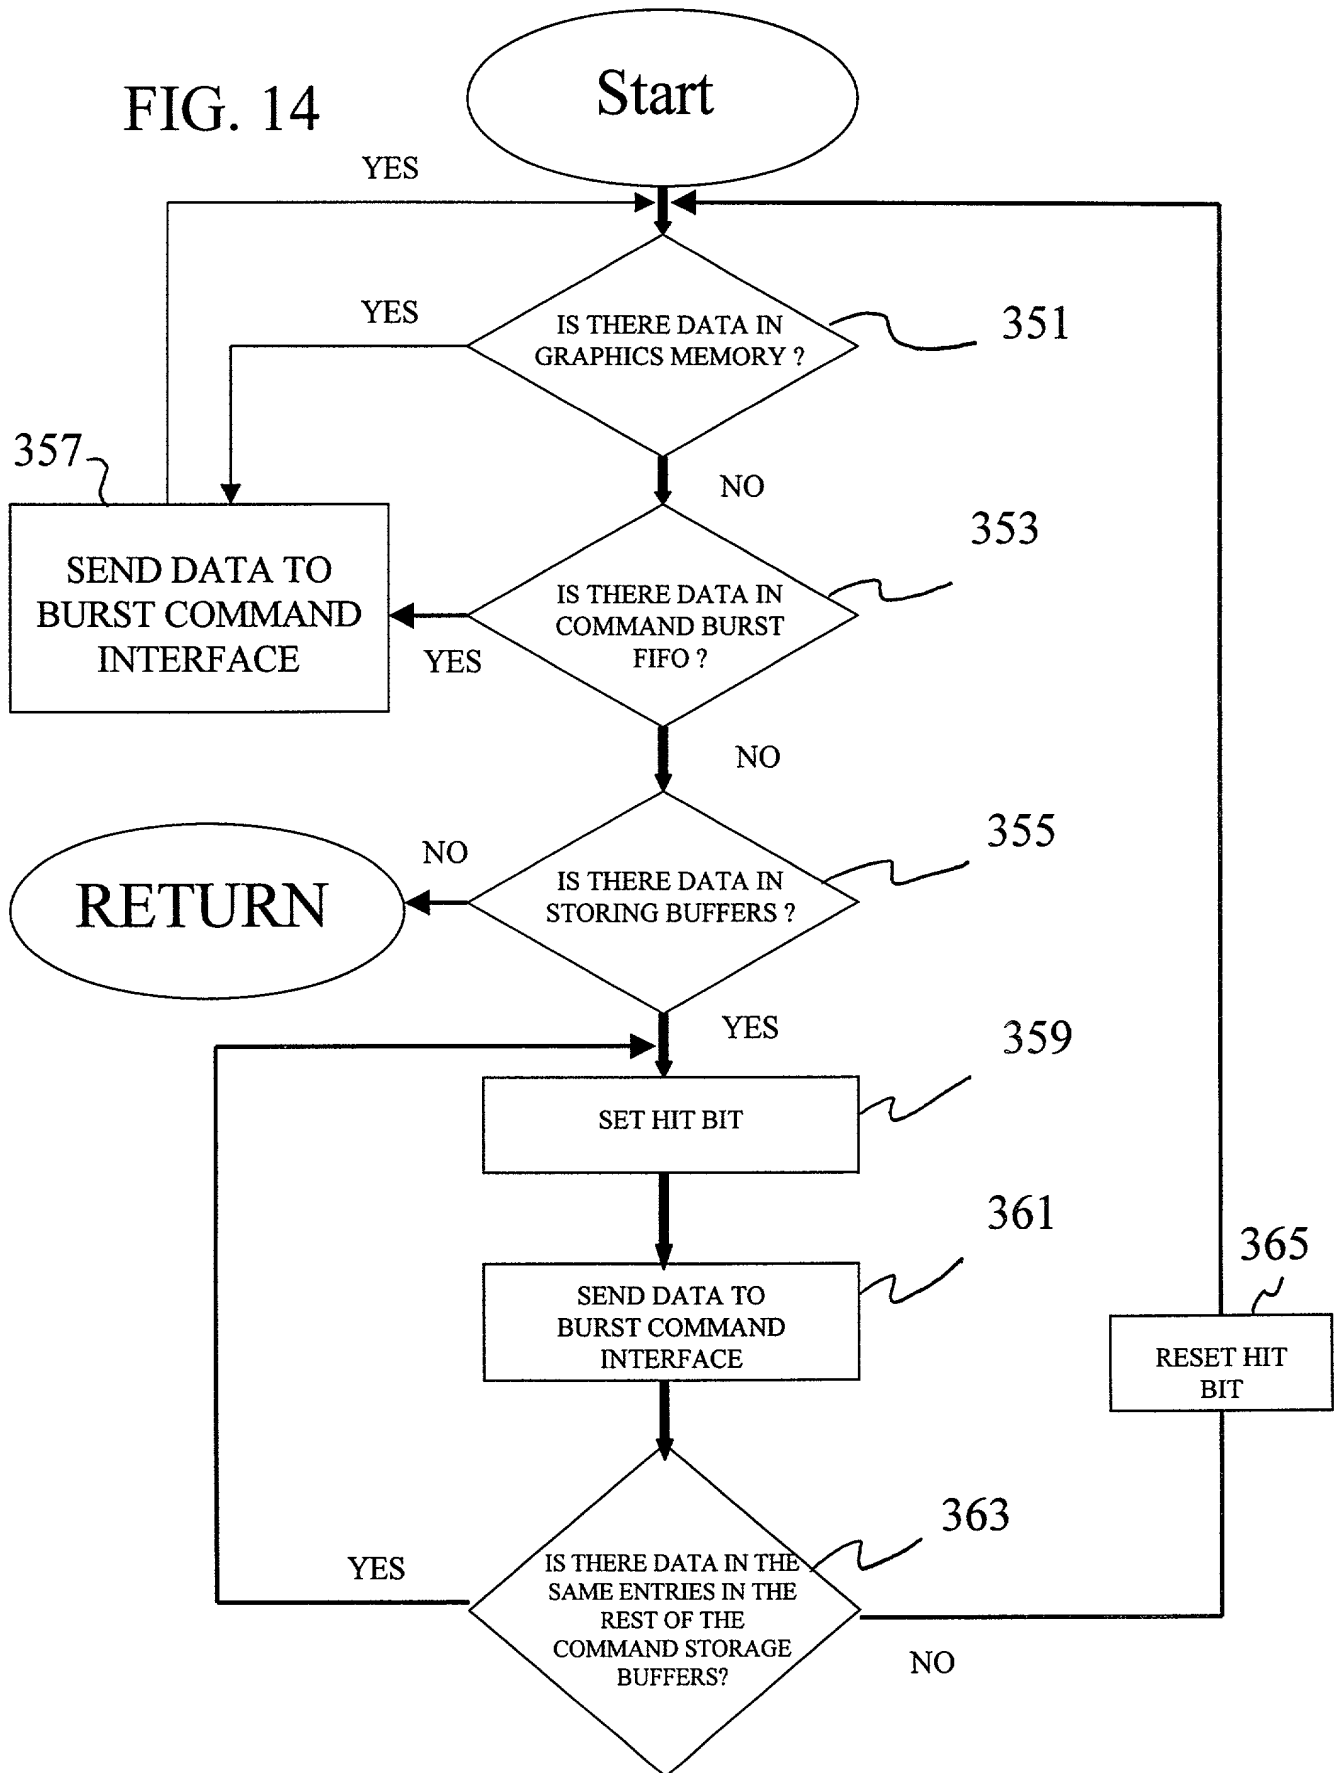 FIG. 14
Start
YES
YES
IS THERE DATA IN
GRAPHICS MEMORY ?
351
357
NO
353
SEND DATA TO
BURST COMMAND
INTERFACE
YES
IS THERE DATA IN
COMMAND BURST
FIFO ?
NO
355
RETURN
NO
IS THERE DATA IN
STORING BUFFERS ?
YES
359
SET HIT BIT
361
SEND DATA TO
BURST COMMAND
INTERFACE
365
RESET HIT
BIT
363
YES
IS THERE DATA IN THE
SAME ENTRIES IN THE
REST OF THE
COMMAND STORAGE
BUFFERS?
NO